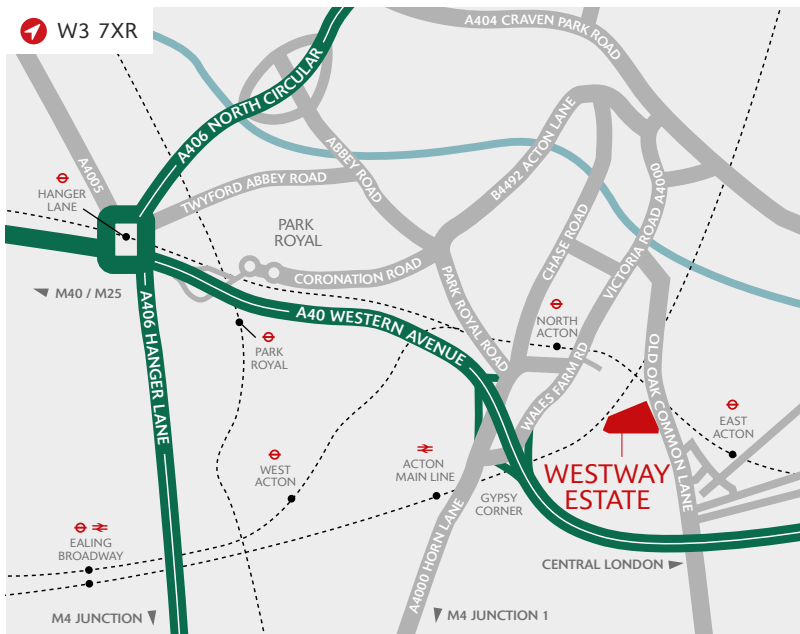 W3 7XR
A404 CRAVEN PARK ROAD
A406 NORTH CIRCULAR
A4005
HANGER
LANE
TWYFORD ABBEY ROAD
ABBEY ROAD
B4492 ACTON LANE
VICTORIA ROAD A4000
CHASE ROAD
PARK
ROYAL
CORONATION ROAD
PARK ROYAL ROAD
M40 / M25
A406 HANGER LANE
A40 WESTERN AVENUE
PARK
ROYAL
NORTH
ACTON
WALES FARM RD
OLD OAK COMMON LANE
EAST
ACTON
WEST
ACTON
ACTON
MAIN LINE
GYPSY
CORNER
WESTWAY
ESTATE
A4000 HORN LANE
EALING
BROADWAY
CENTRAL LONDON
M4 JUNCTION
M4 JUNCTION 1